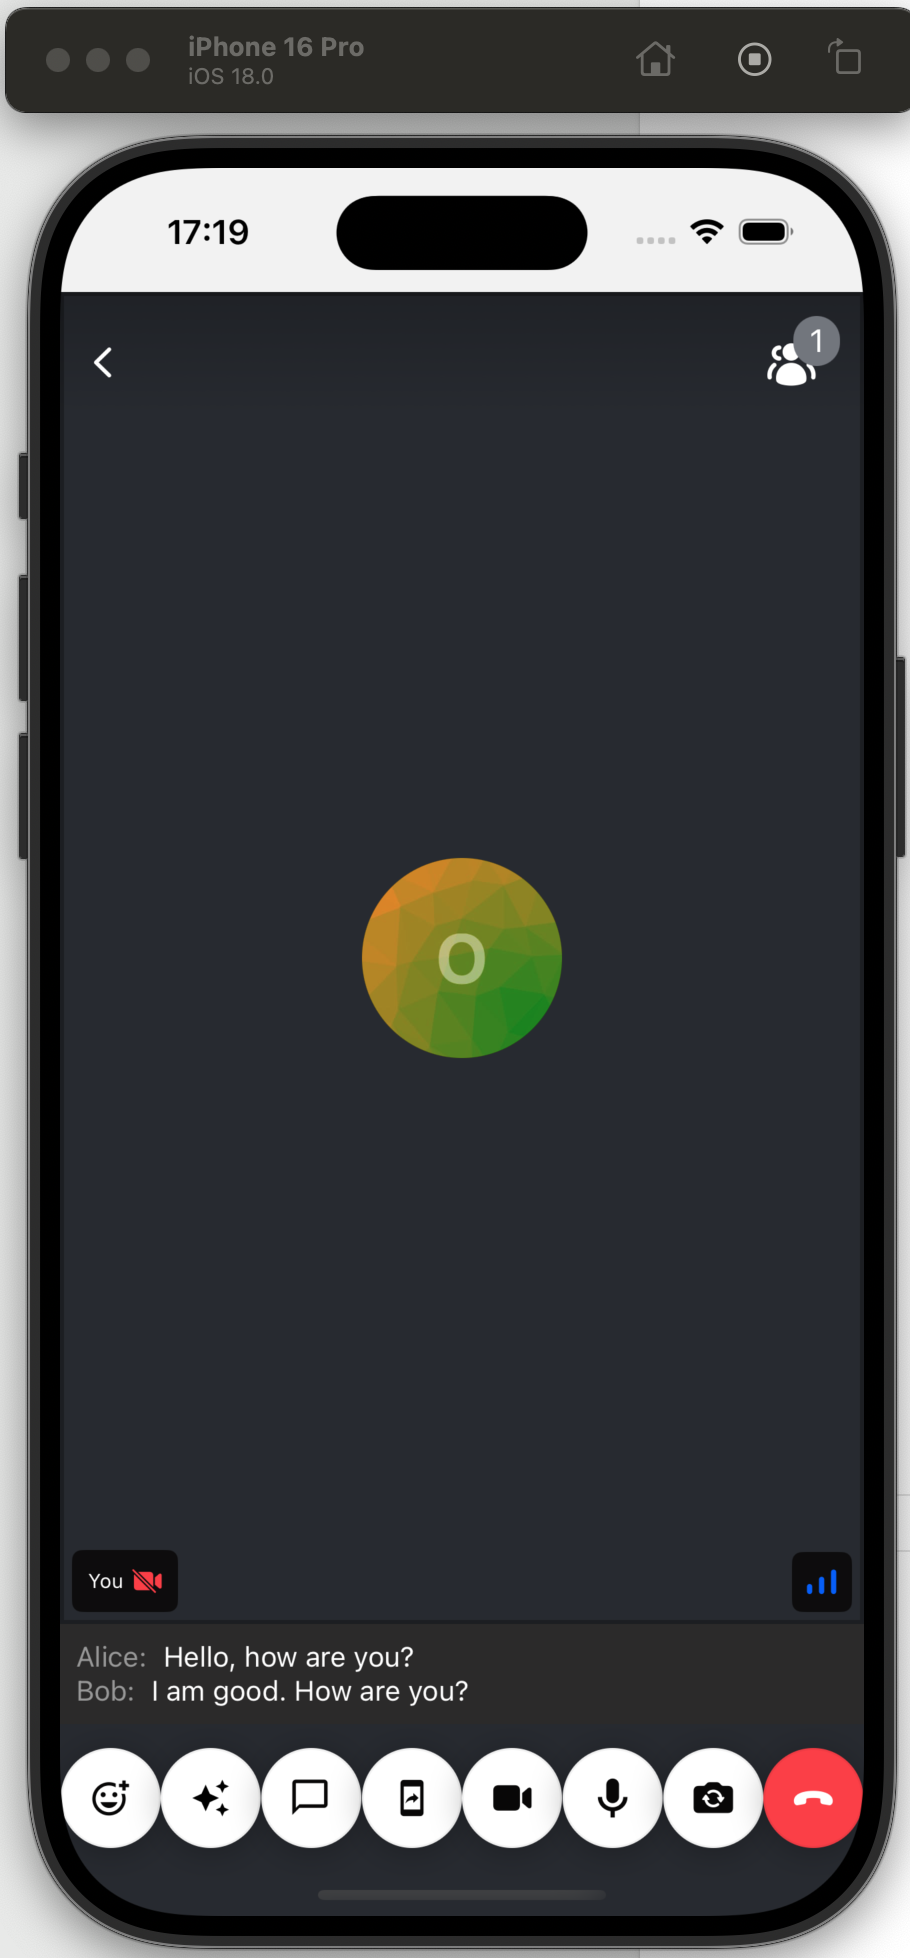 iPhone 16 Pro
iOS 18.0
17:19
1
O
You
Alice: Hello, how are you?
Bob: I am good. How are you?